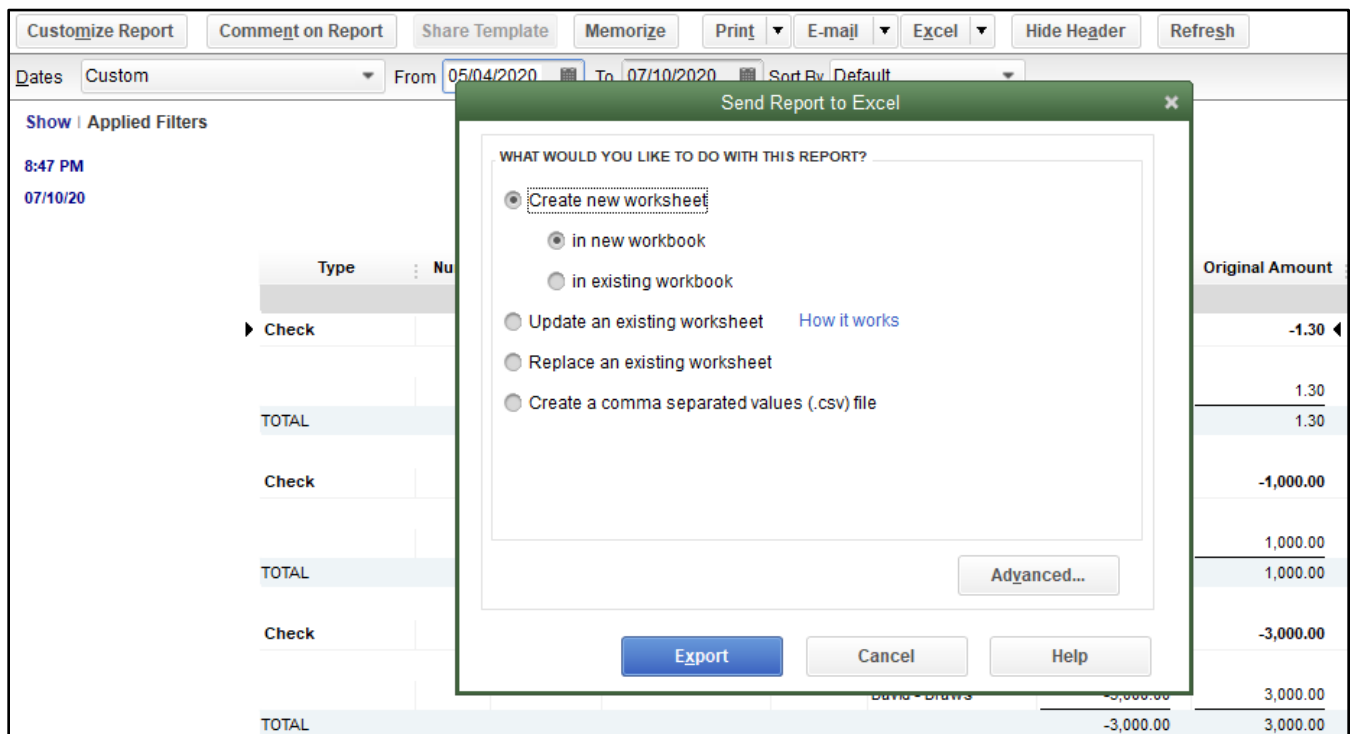 Customize Report Comment on Report Share Template Memorize Print E-mail Excel Hide Header Refresh
Dates Custom From 05/04/2020 To 07/10/2020 Sort By Default
Send Report to Excel
Show | Applied Filters
8:47 PM
WHAT WOULD YOU LIKE TO DO WITH THIS REPORT?
07/10/20
Create new worksheet
in new workbook
Type Nu Original Amount
in existing workbook
Update an existing worksheet How it works
Check -1.30
Replace an existing worksheet
1.30
Create a comma separated values (.csv) file
TOTAL 1.30
Check -1,000.00
1,000.00
TOTAL 1,000.00
Advanced...
Check -3,000.00
Export Cancel Help
David - Draws -3,000.00 3,000.00
TOTAL -3,000.00 3,000.00